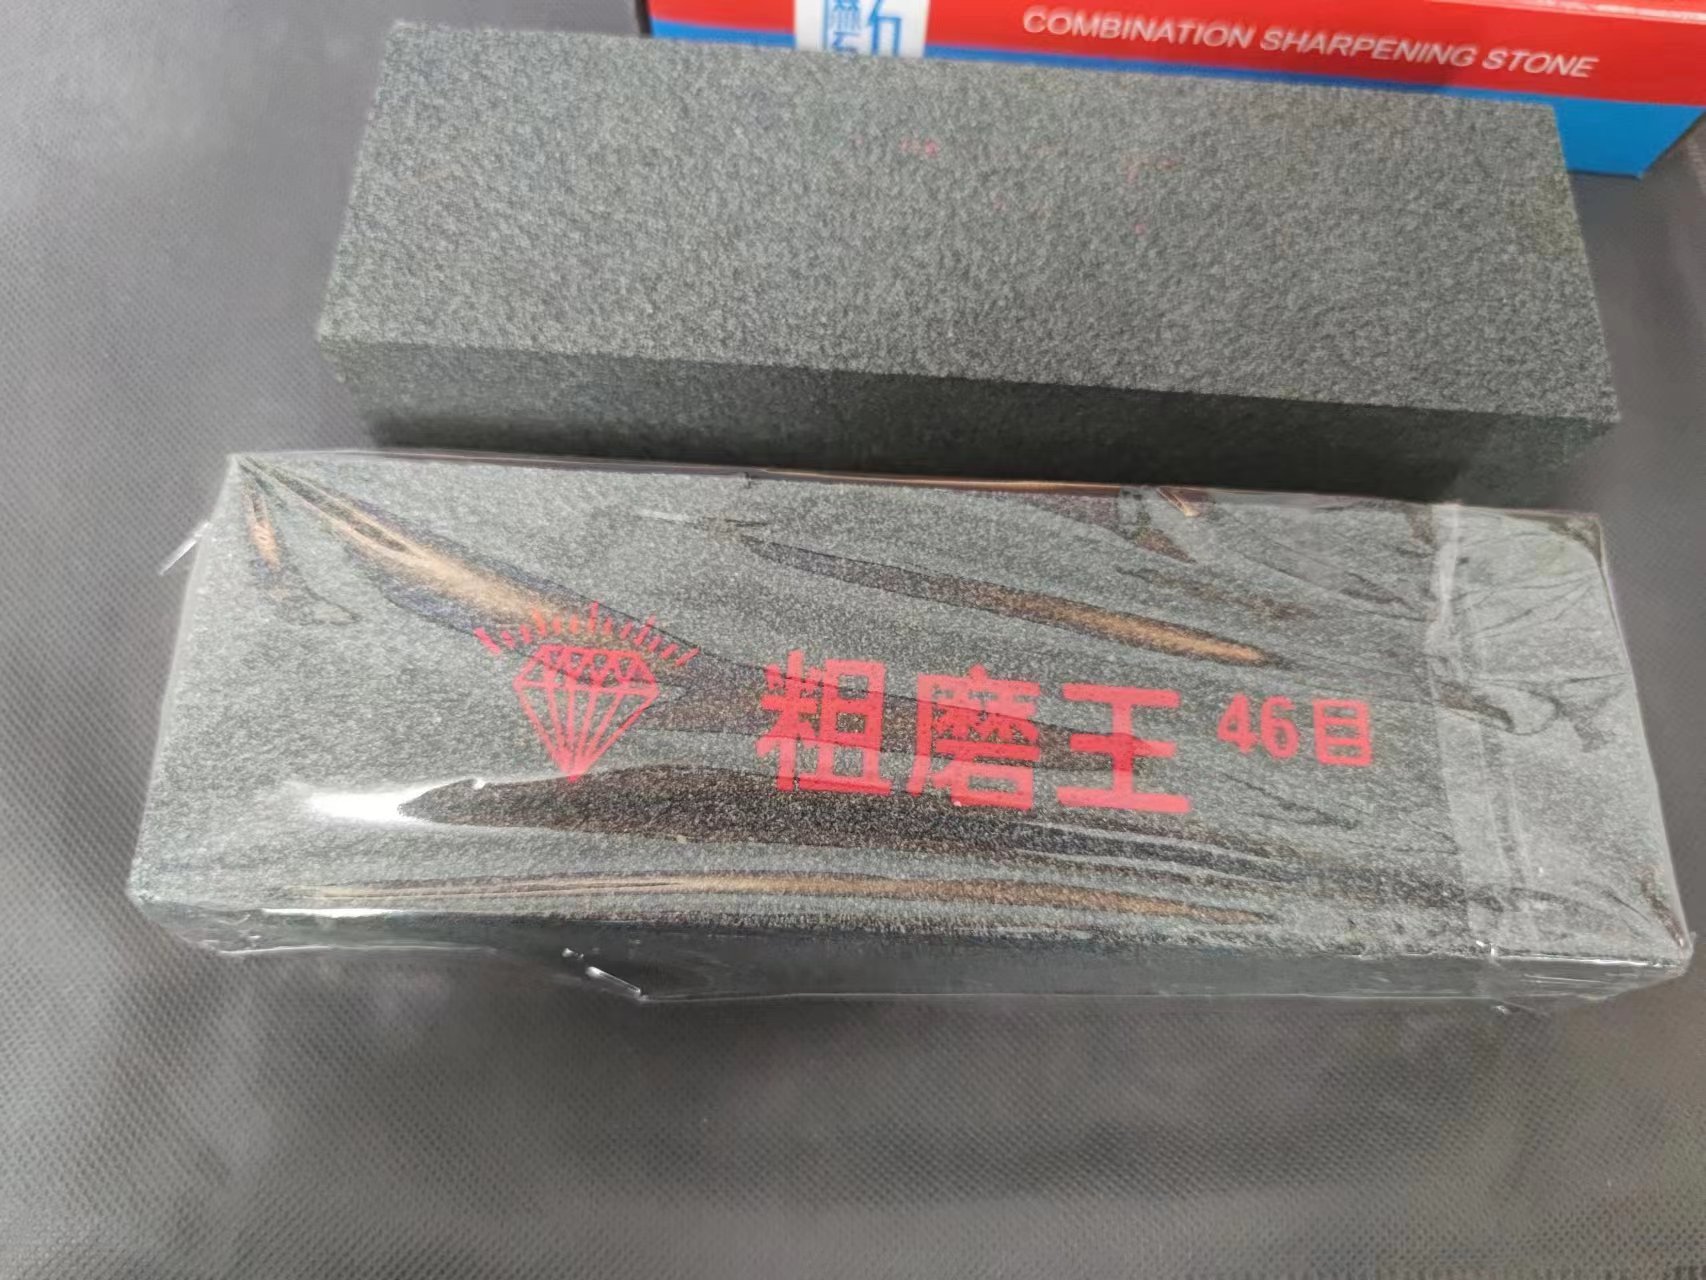 COMBINATION SHARPENING STONE
粗磨王 46目